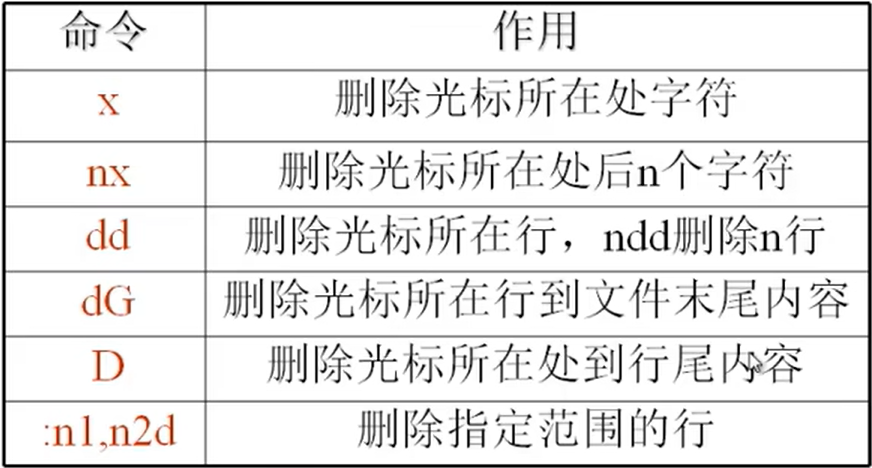 命令 作用
x 删除光标所在处字符
nx 删除光标所在处后n个字符
dd 删除光标所在行，ndd删除n行
dG 删除光标所在行到文件末尾内容
D 删除光标所在处到行尾内容
:n1,n2d 删除指定范围的行